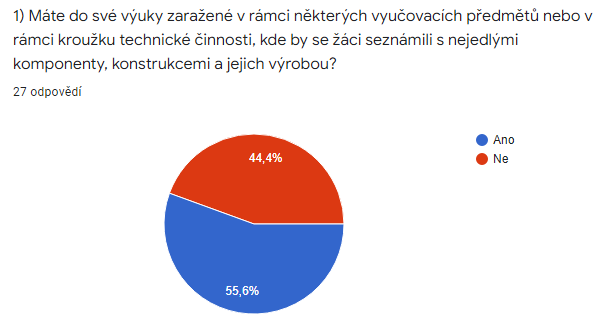 1) Máte do své výuky zaražené v rámci některých vyučovacích předmětů nebo v
rámci kroužku technické činnosti, kde by se žáci seznámili s nejedlými
komponenty, konstrukcemi a jejich výrobou?
27 odpovědí
Ano
Ne
44,4%
55,6%